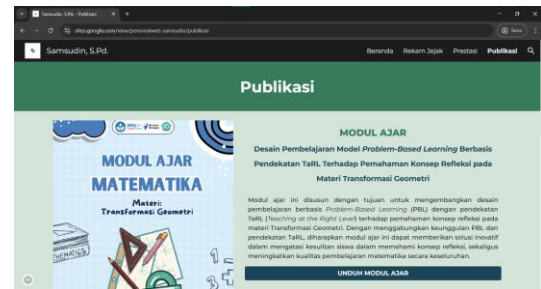 Samsudin, S.Pd. - Publikasi
sites.google.com/view/personalweb-samsudin/publikasi
Samsudin, S.Pd.
Beranda Rekam Jejak Prestasi Publikasi
Publikasi
MODUL AJAR
MATEMATIKA
Materi:
Transformasi Geometri
MODUL AJAR
Desain Pembelajaran Model Problem-Based Learning Berbasis
Pendekatan TaRL Terhadap Pemahaman Konsep Refleksi pada
Materi Transformasi Geometri
Modul ajar ini disusun dengan tujuan untuk mengembangkan desain
pembelajaran berbasis Problem-Based Learning (PBL) dengan pendekatan
TaRL (Teaching at the Right Level) terhadap pemahaman konsep refleksi pada
materi Transformasi Geometri. Dengan menggabungkan keunggulan PBL dan
pendekatan TaRL, diharapkan modul ajar ini dapat memberikan solusi inovatif
dalam mengatasi kesulitan siswa dalam memahami konsep refleksi, sekaligus
meningkatkan kualitas pembelajaran matematika secara keseluruhan.
UNDUH MODUL AJAR